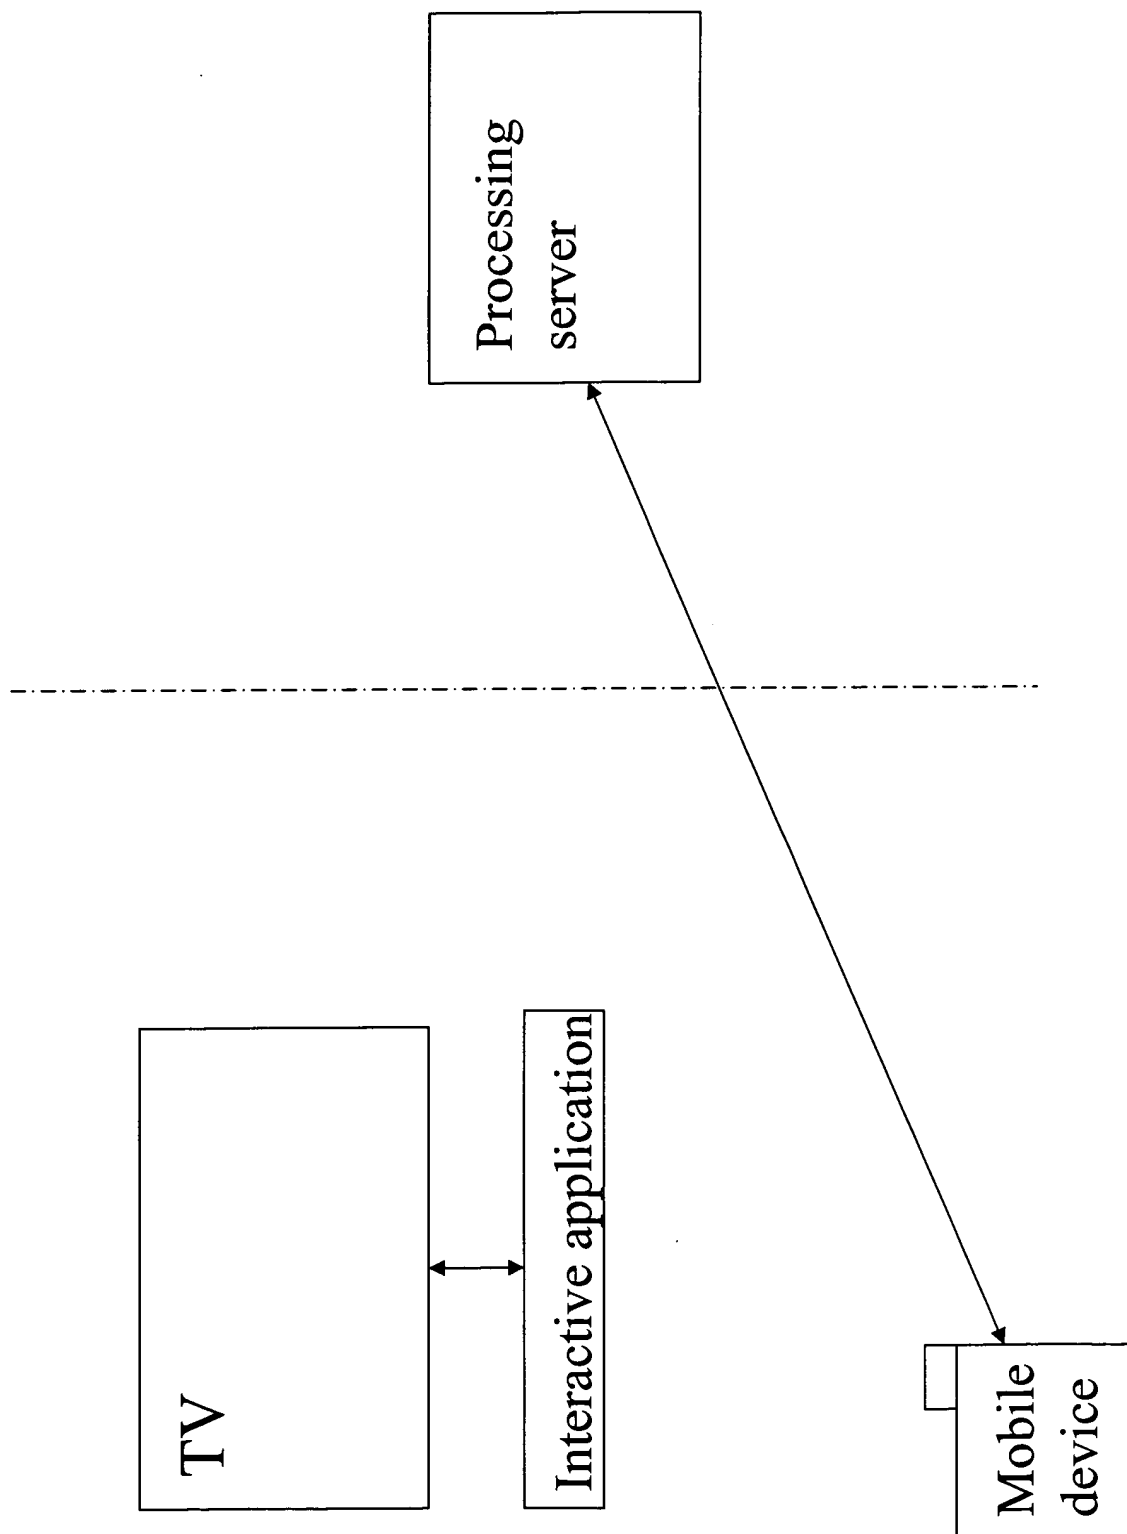 TV
Interactive application
Mobile
device
Processing
server